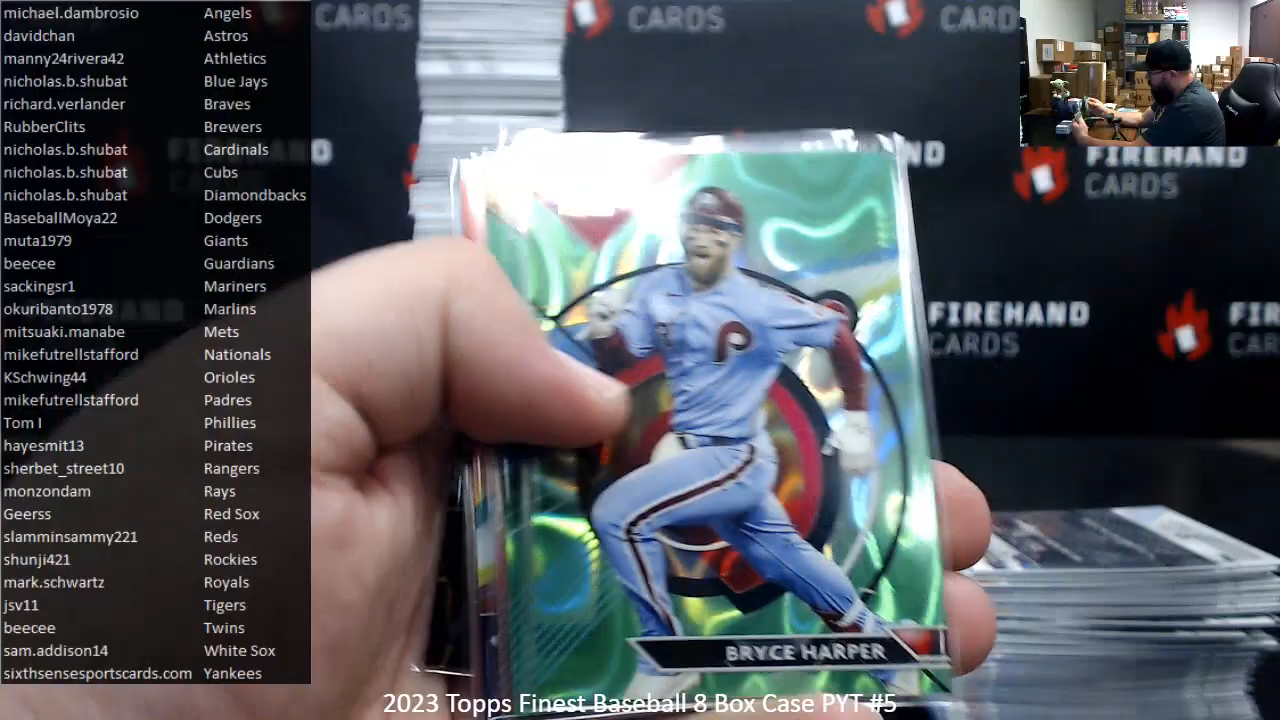 michael.dambrosio Angels
davidchan Astros
manny24rivera42 Athletics
nicholas.b.shubat Blue Jays
richard.verlander Braves
RubberClits Brewers
nicholas.b.shubat Cardinals
nicholas.b.shubat Cubs
nicholas.b.shubat Diamondbacks
BaseballMoya22 Dodgers
muta1979 Giants
beecee Guardians
sackingsr1 Mariners
okuribanto1978 Marlins
mitsuaki.manabe Mets
mikefutrellstafford Nationals
KSchwing44 Orioles
mikefutrellstafford Padres
Tom I Phillies
hayesmit13 Pirates
sherbet_street10 Rangers
monzondam Rays
Geerss Red Sox
slamminsammy221 Reds
shunji421 Rockies
mark.schwartz Royals
jsv11 Tigers
beecee Twins
sam.addison14 White Sox
sixthsensesportscards.com Yankees
CARDS
CARDS
CARD
FIREHAND
CARDS
ND
FIREHAND
CARDS
FIREHAND
CARDS
FIR
CAR
P
BRYCE HARPER
2023 Topps Finest Baseball 8 Box Case PYT #5